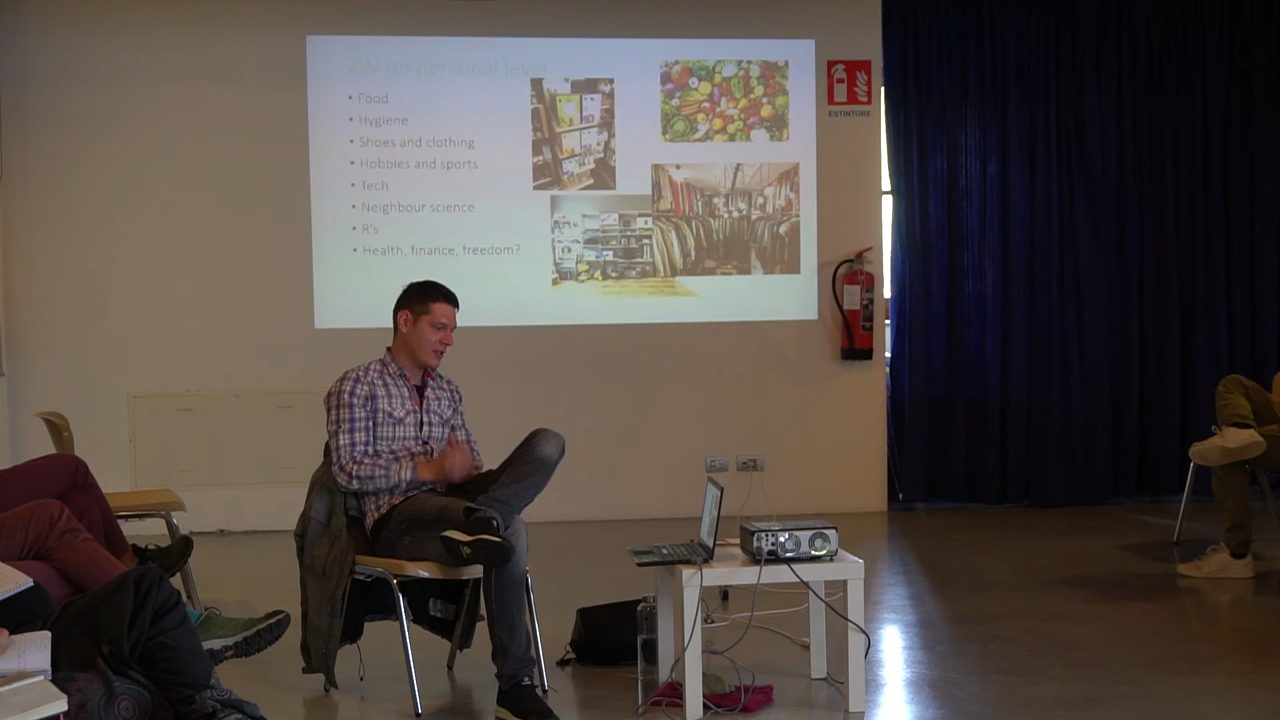 ZW on personal level
• Food
• Hygiene
• Shoes and clothing
• Hobbies and sports
• Tech
• Neighbour science
• R's
• Health, finance, freedom?
ESTINTORE